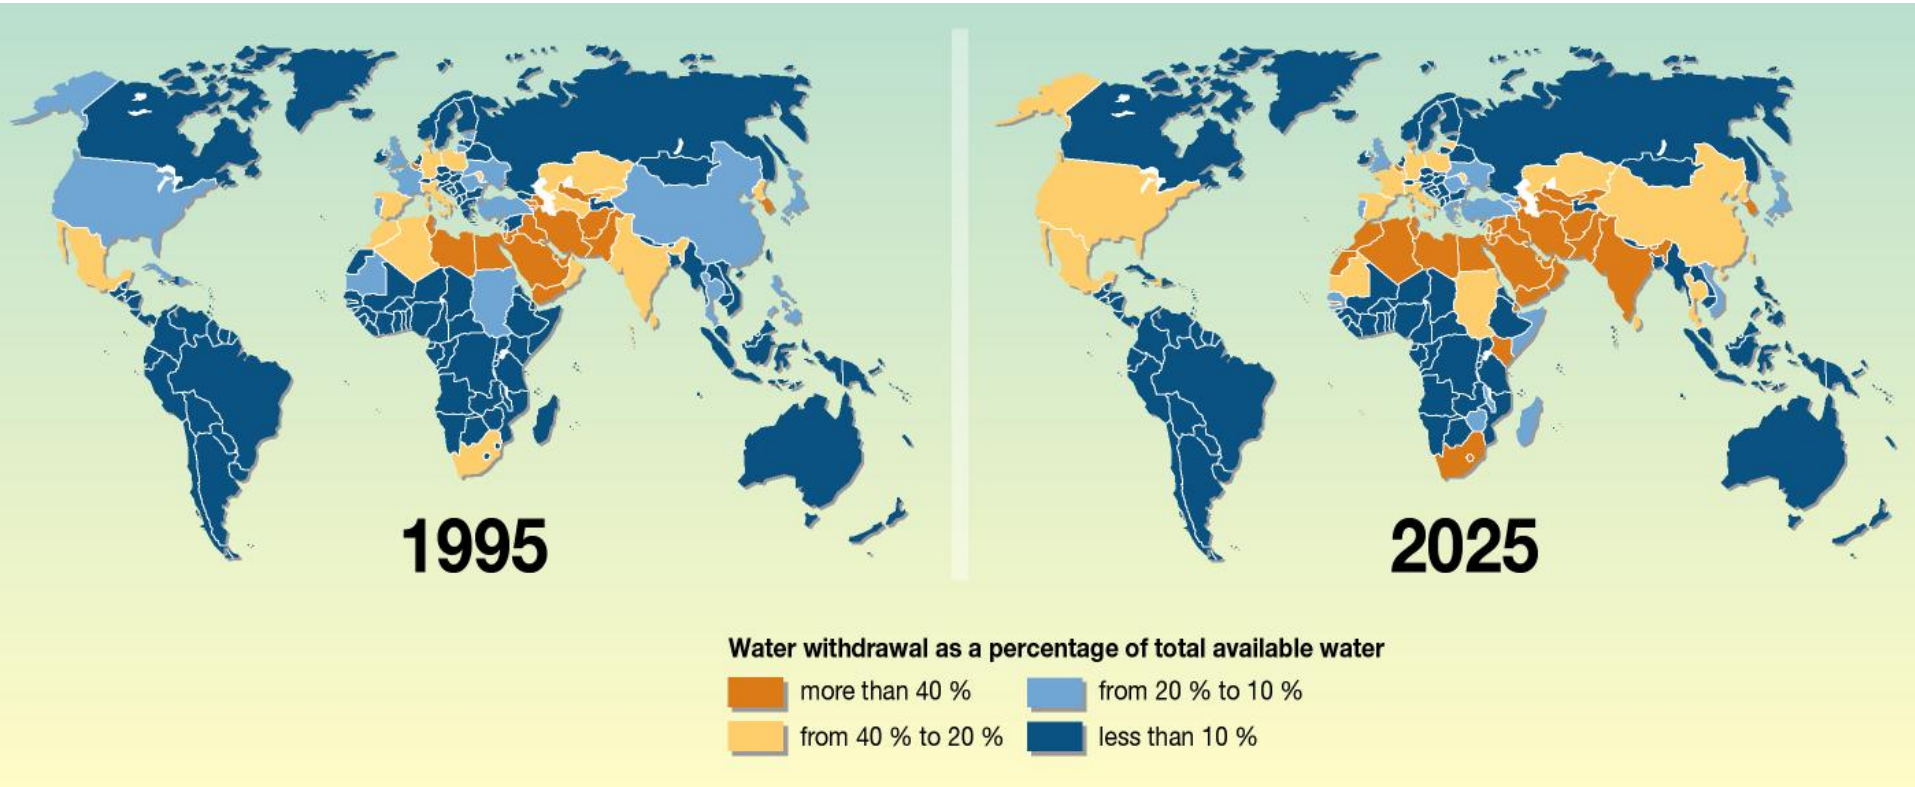 1995
2025
Water withdrawal as a percentage of total available water
more than 40 %
from 20 % to 10 %
from 40 % to 20 %
less than 10 %